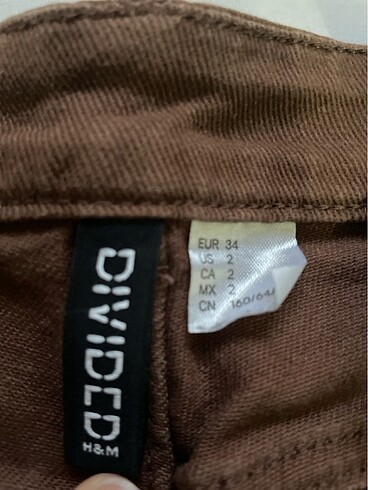 DIVIDED
H&M
EUR 34
US 2
CA 2
MX 2
CN 160/64A